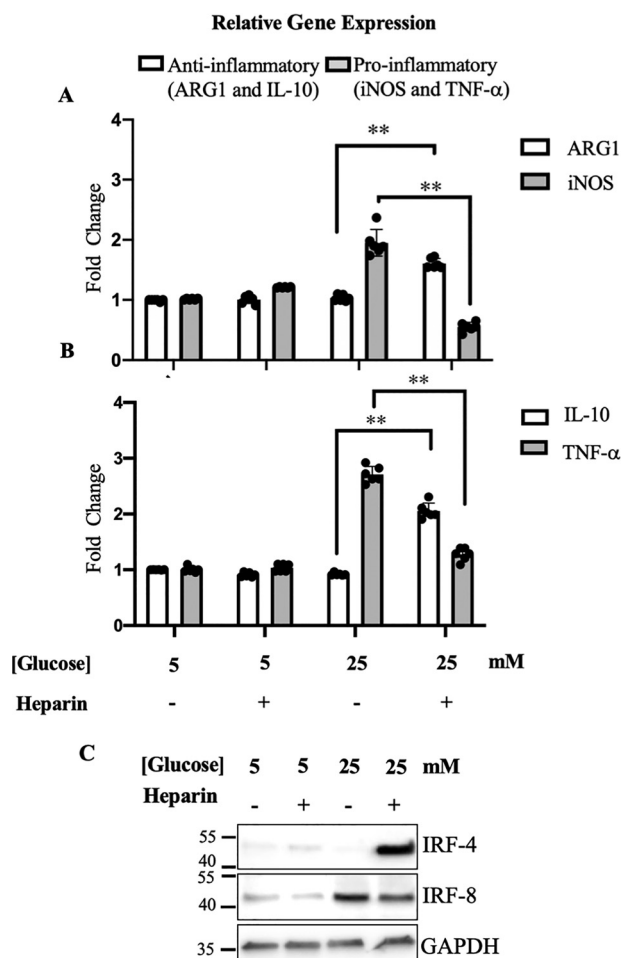 Relative Gene Expression
Anti-inflammatory (ARG1 and IL-10)
Pro-inflammatory (iNOS and TNF-α)
A
4
3
2
1
0
Fold Change
**
**
ARG1
iNOS
B
4
3
2
1
0
Fold Change
**
**
IL-10
TNF-α
[Glucose] 5 5 25 25 mM
Heparin - + - +
C
[Glucose] 5 5 25 25 mM
Heparin - + - +
55
40
IRF-4
55
40
IRF-8
35
GAPDH